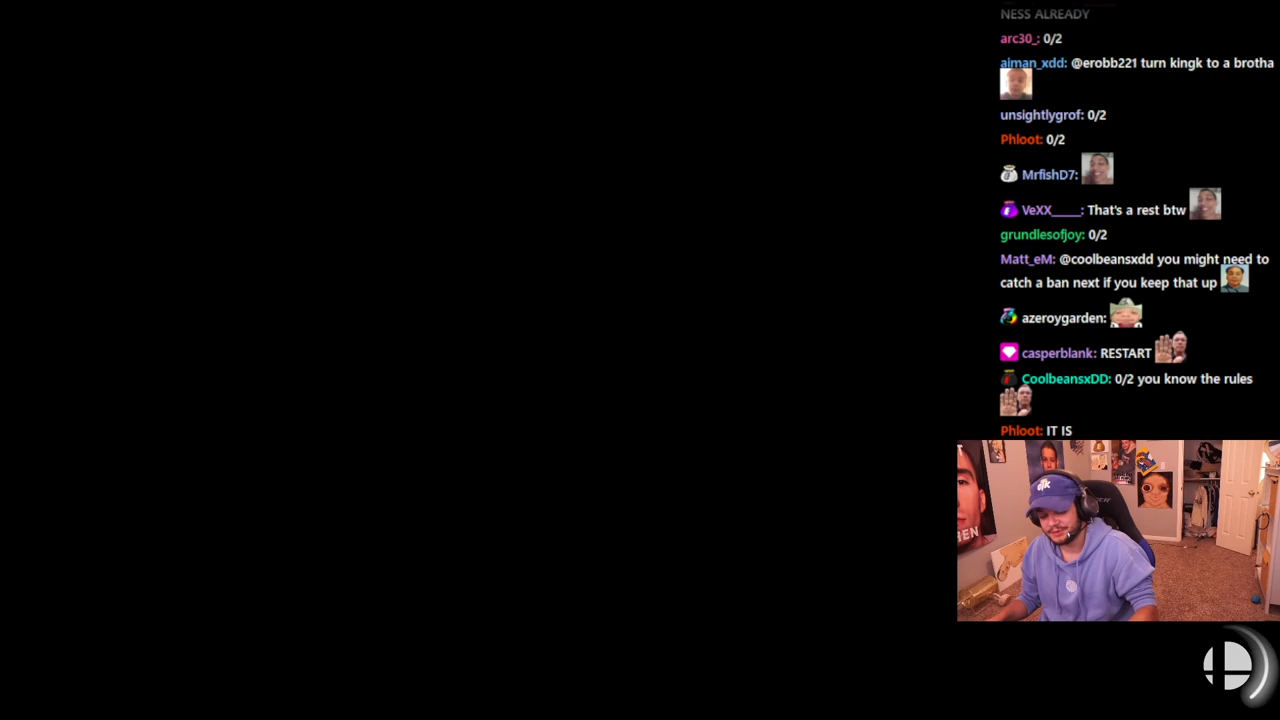 NESS ALREADY
arc30_: 0/2
aiman_xdd: @erobb221 turn kingk to a brotha
unsightlygrof: 0/2
Phloot: 0/2
MrfishD7:
VeXX_____: That's a rest btw
grundlesofjoy: 0/2
Matt_eM: @coolbeansxdd you might need to
catch a ban next if you keep that up
azeroygarden:
casperblank: RESTART
CoolbeansxDD: 0/2 you know the rules
Phloot: IT IS